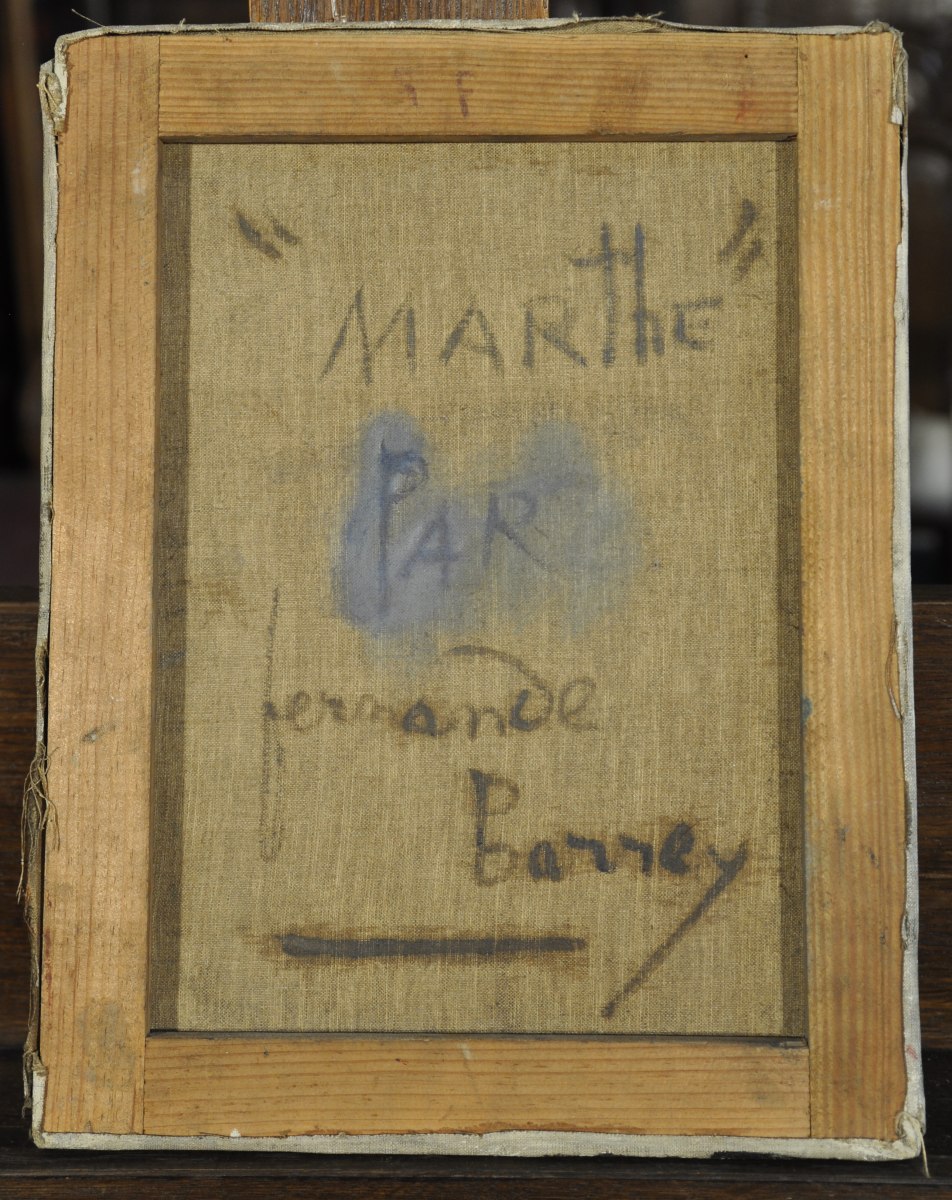 " MARTHE "
PAR
fernande
Barrey